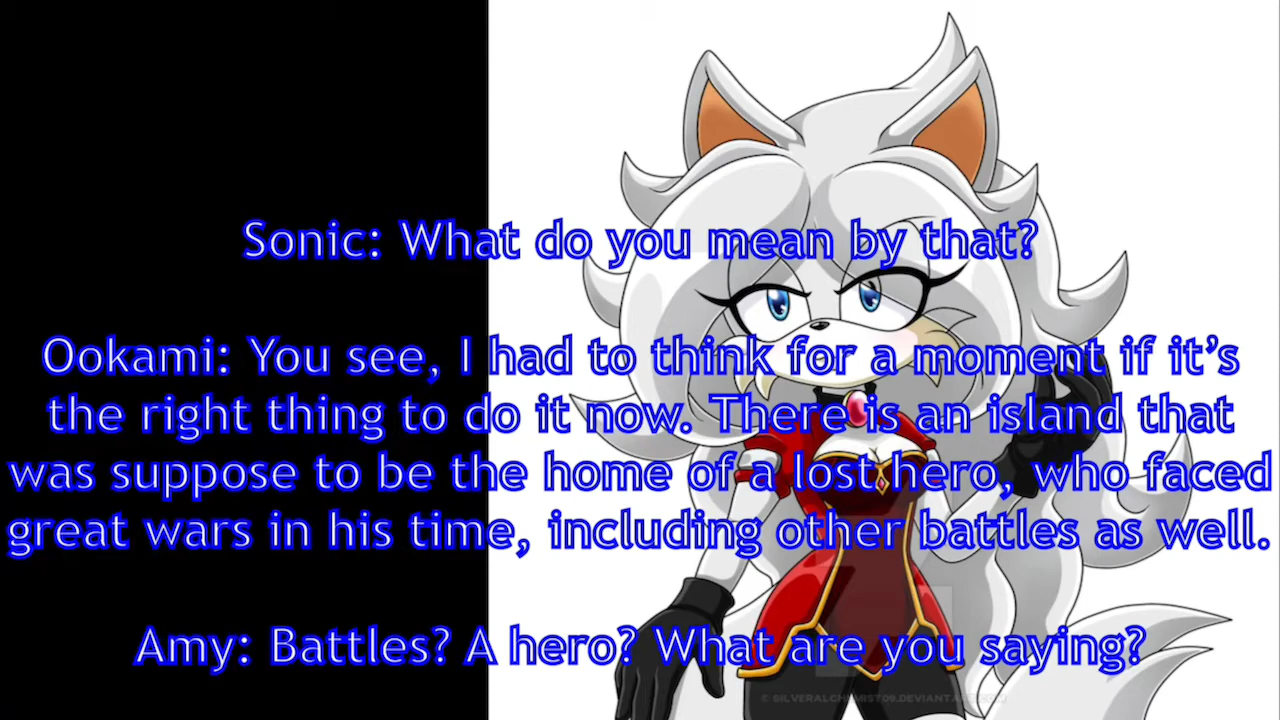 Sonic: What do you mean by that?
Ookami: You see, I had to think for a moment if it’s
the right thing to do it now. There is an island that
was suppose to be the home of a lost hero, who faced
great wars in his time, including other battles as well.
Amy: Battles? A hero? What are you saying?
© SILVERALCHEMIST09.DEVIANTART.COM